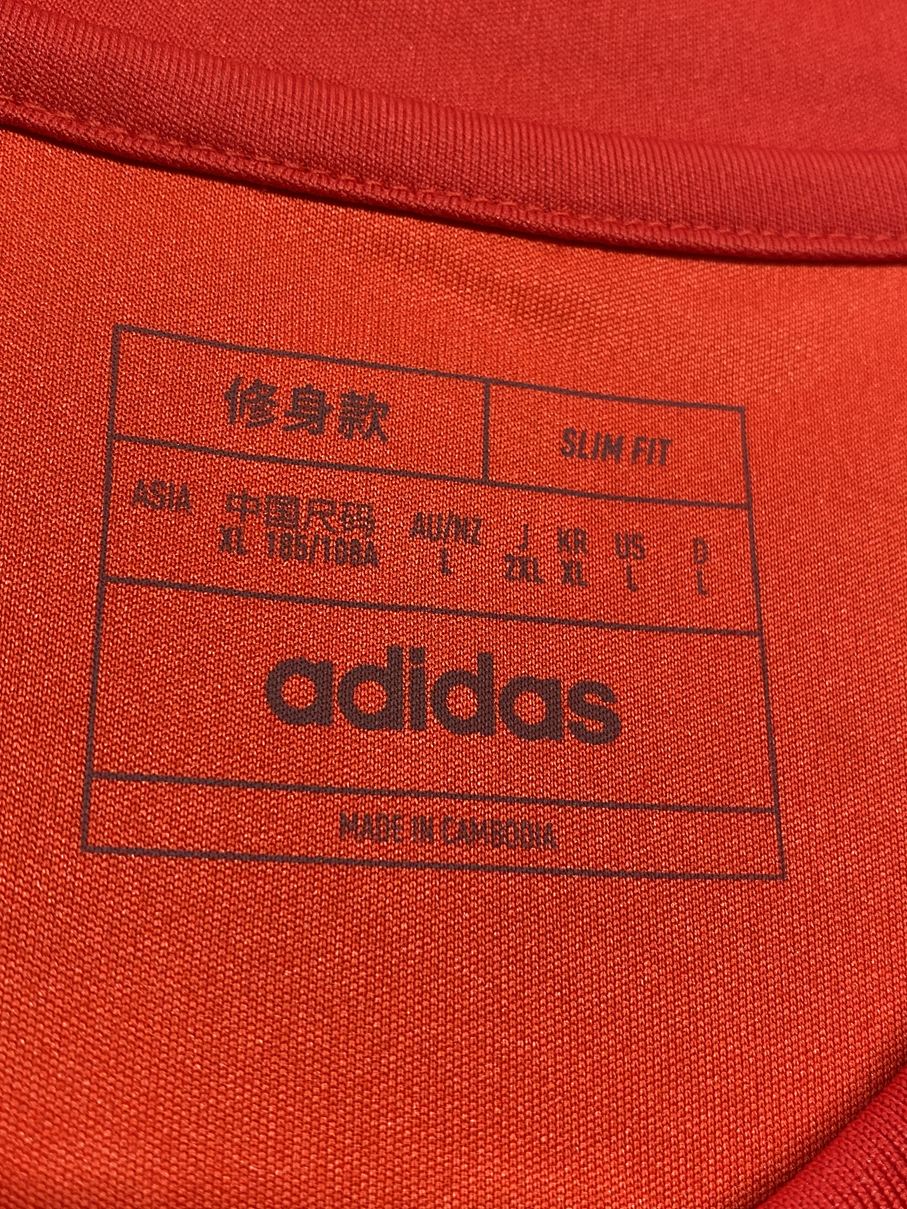 修身款 SLIM FIT
ASIA 中国尺码 AU/NZ J KR US D
XL 185/108A L 2XL XL L L
adidas
MADE IN CAMBODIA